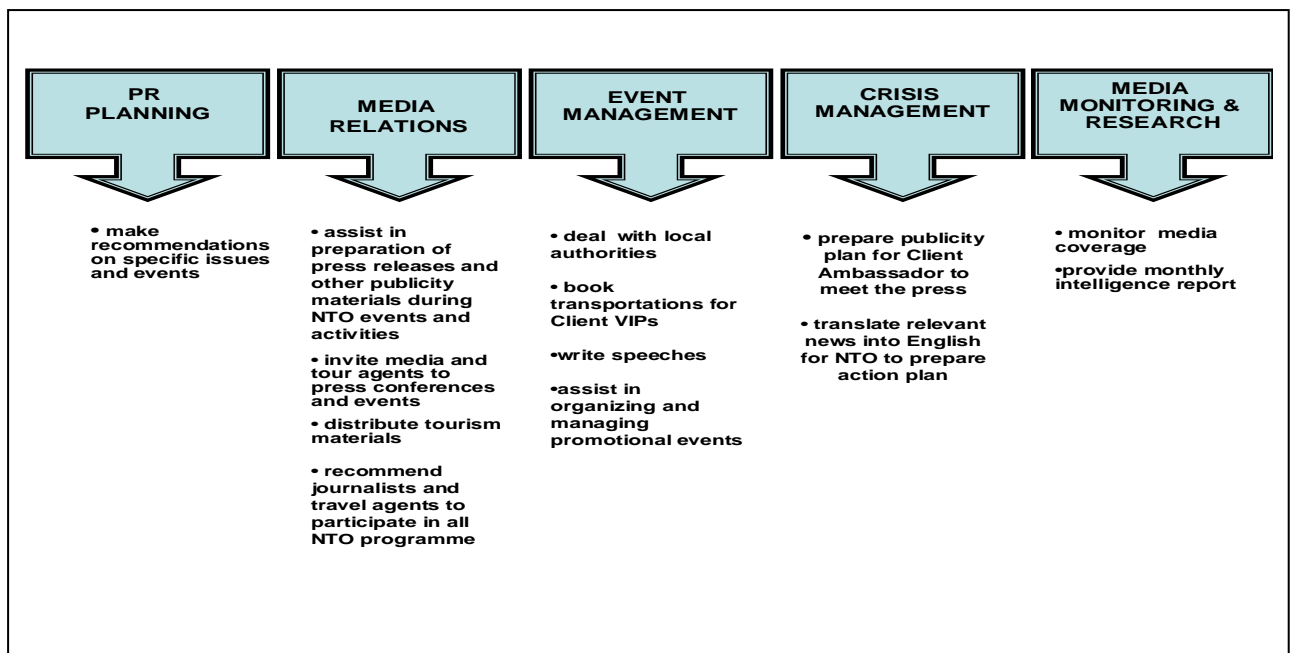 PR
PLANNING
• make
recommendations
on specific issues
and events
MEDIA
RELATIONS
• assist in
preparation of
press releases and
other publicity
materials during
NTO events and
activities
• invite media and
tour agents to
press conferences
and events
• distribute tourism
materials
• recommend
journalists and
travel agents to
participate in all
NTO programme
EVENT
MANAGEMENT
• deal with local
authorities
• book
transportations for
Client VIPs
•write speeches
•assist in
organizing and
managing
promotional events
CRISIS
MANAGEMENT
• prepare publicity
plan for Client
Ambassador to
meet the press
• translate relevant
news into English
for NTO to prepare
action plan
MEDIA
MONITORING &
RESEARCH
• monitor media
coverage
•provide monthly
intelligence report